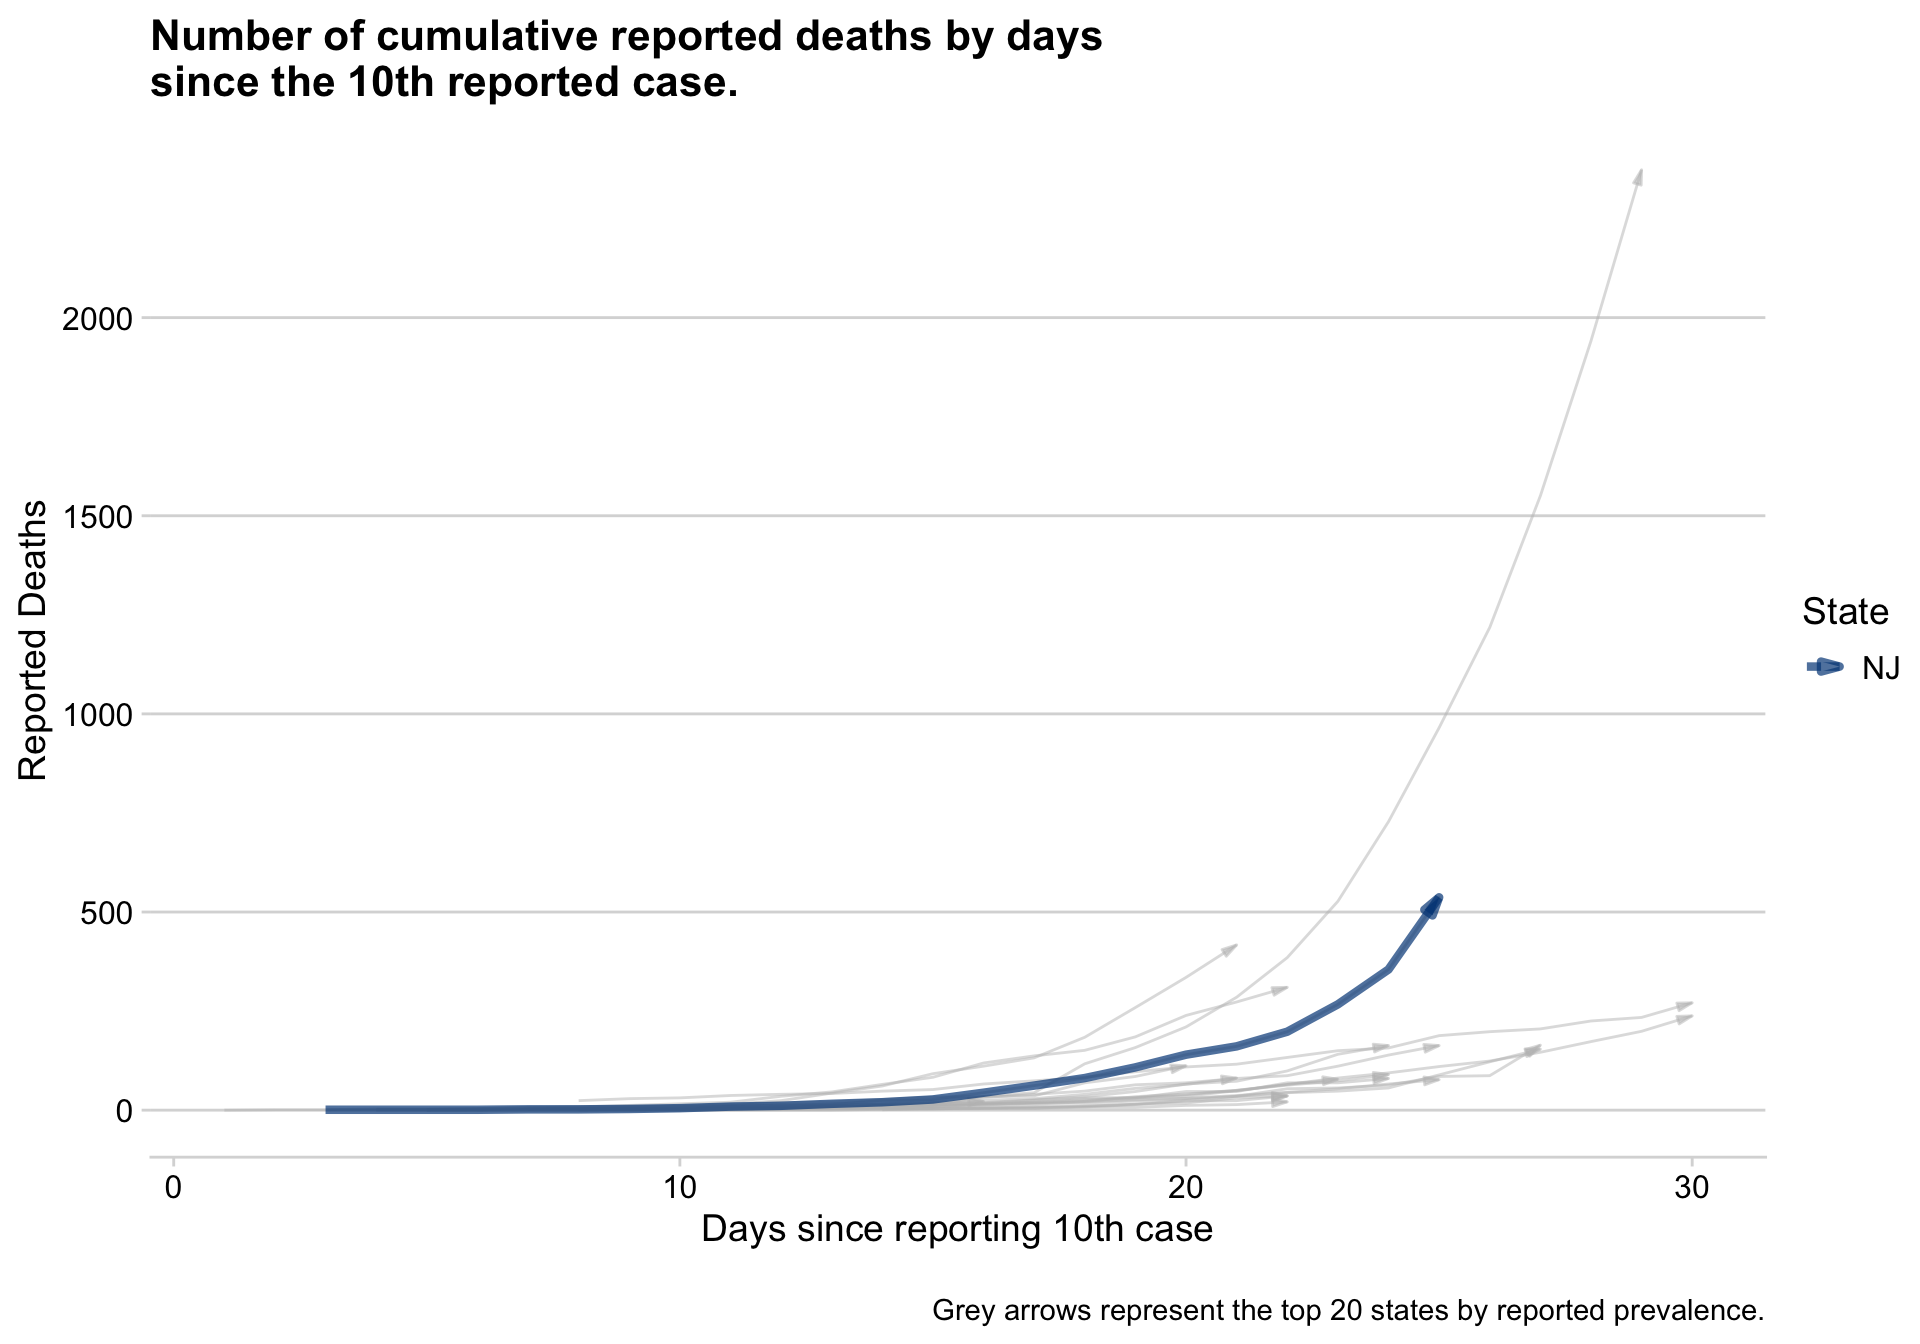 Number of cumulative reported deaths by days
since the 10th reported case.
Reported Deaths
2000
1500
1000
500
0
0 10 20 30
Days since reporting 10th case
State
NJ
Grey arrows represent the top 20 states by reported prevalence.